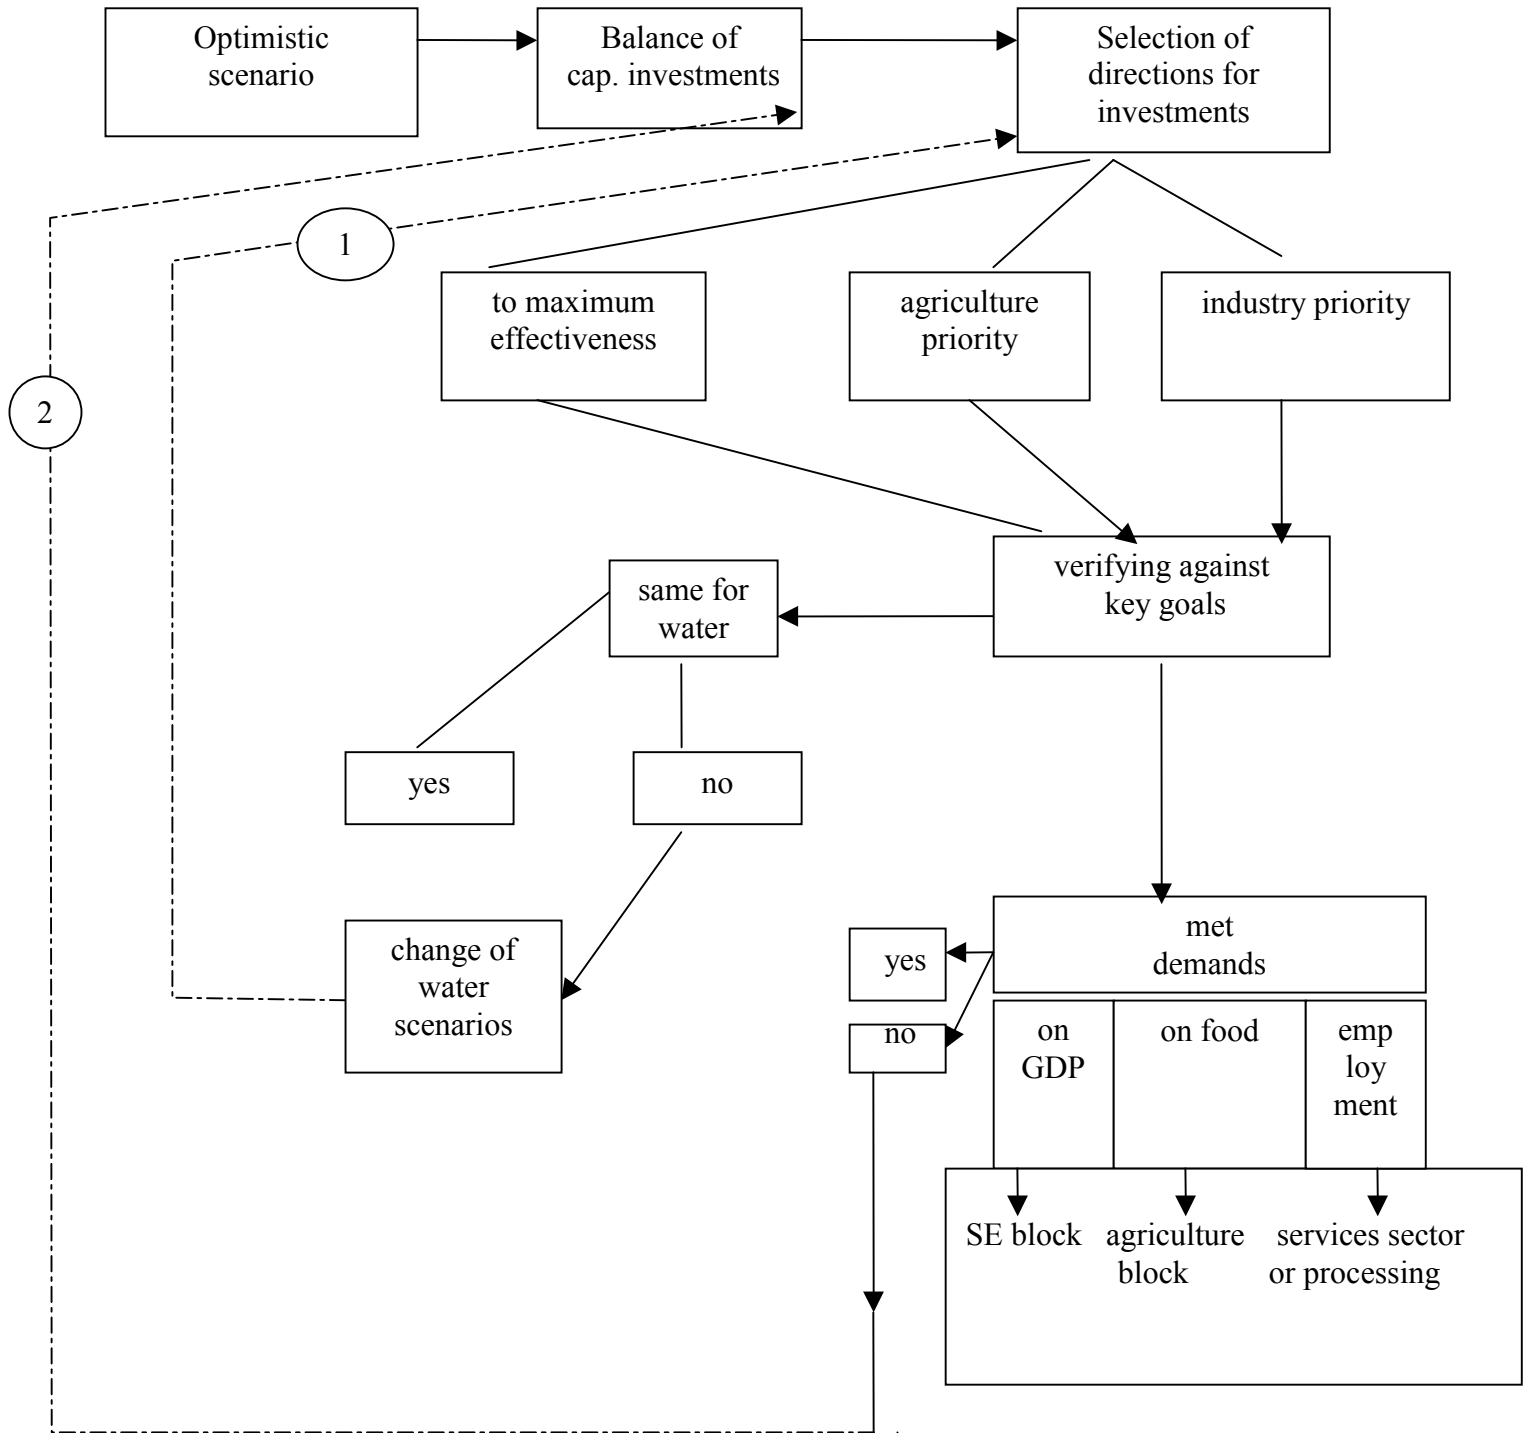 Optimistic
scenario
Balance of
cap. investments
Selection of
directions for
investments
1
to maximum
effectiveness
agriculture
priority
industry priority
2
verifying against
key goals
same for
water
yes
no
change of
water
scenarios
met
demands
yes
no
on
GDP
on food
emp
loy
ment
SE block
agriculture
block
services sector
or processing